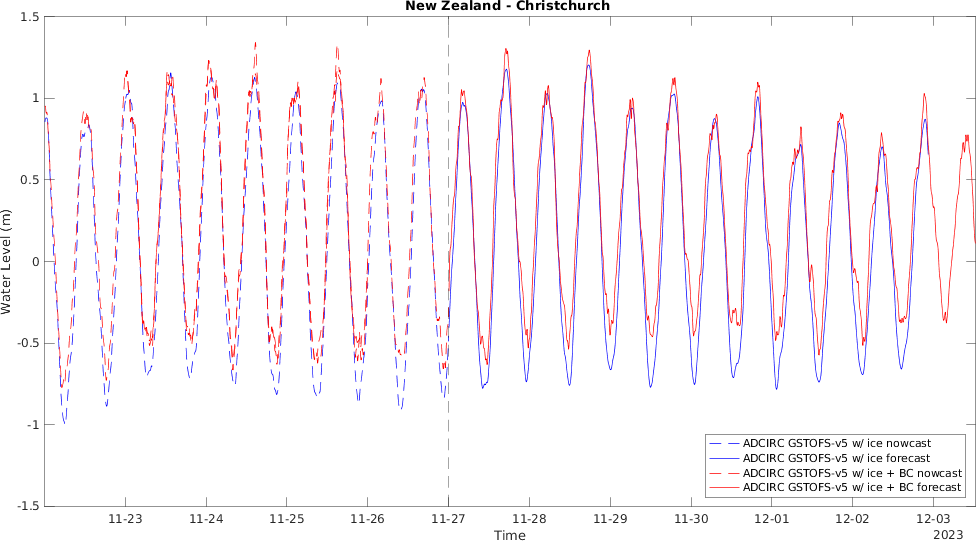 New Zealand - Christchurch
1.5
1
0.5
0
-0.5
-1
-1.5
Water Level (m)
11-23 11-24 11-25 11-26 11-27 11-28 11-29 11-30 12-01 12-02 12-03
Time
2023
ADCIRC GSTOFS-v5 w/ ice nowcast
ADCIRC GSTOFS-v5 w/ ice forecast
ADCIRC GSTOFS-v5 w/ ice + BC nowcast
ADCIRC GSTOFS-v5 w/ ice + BC forecast